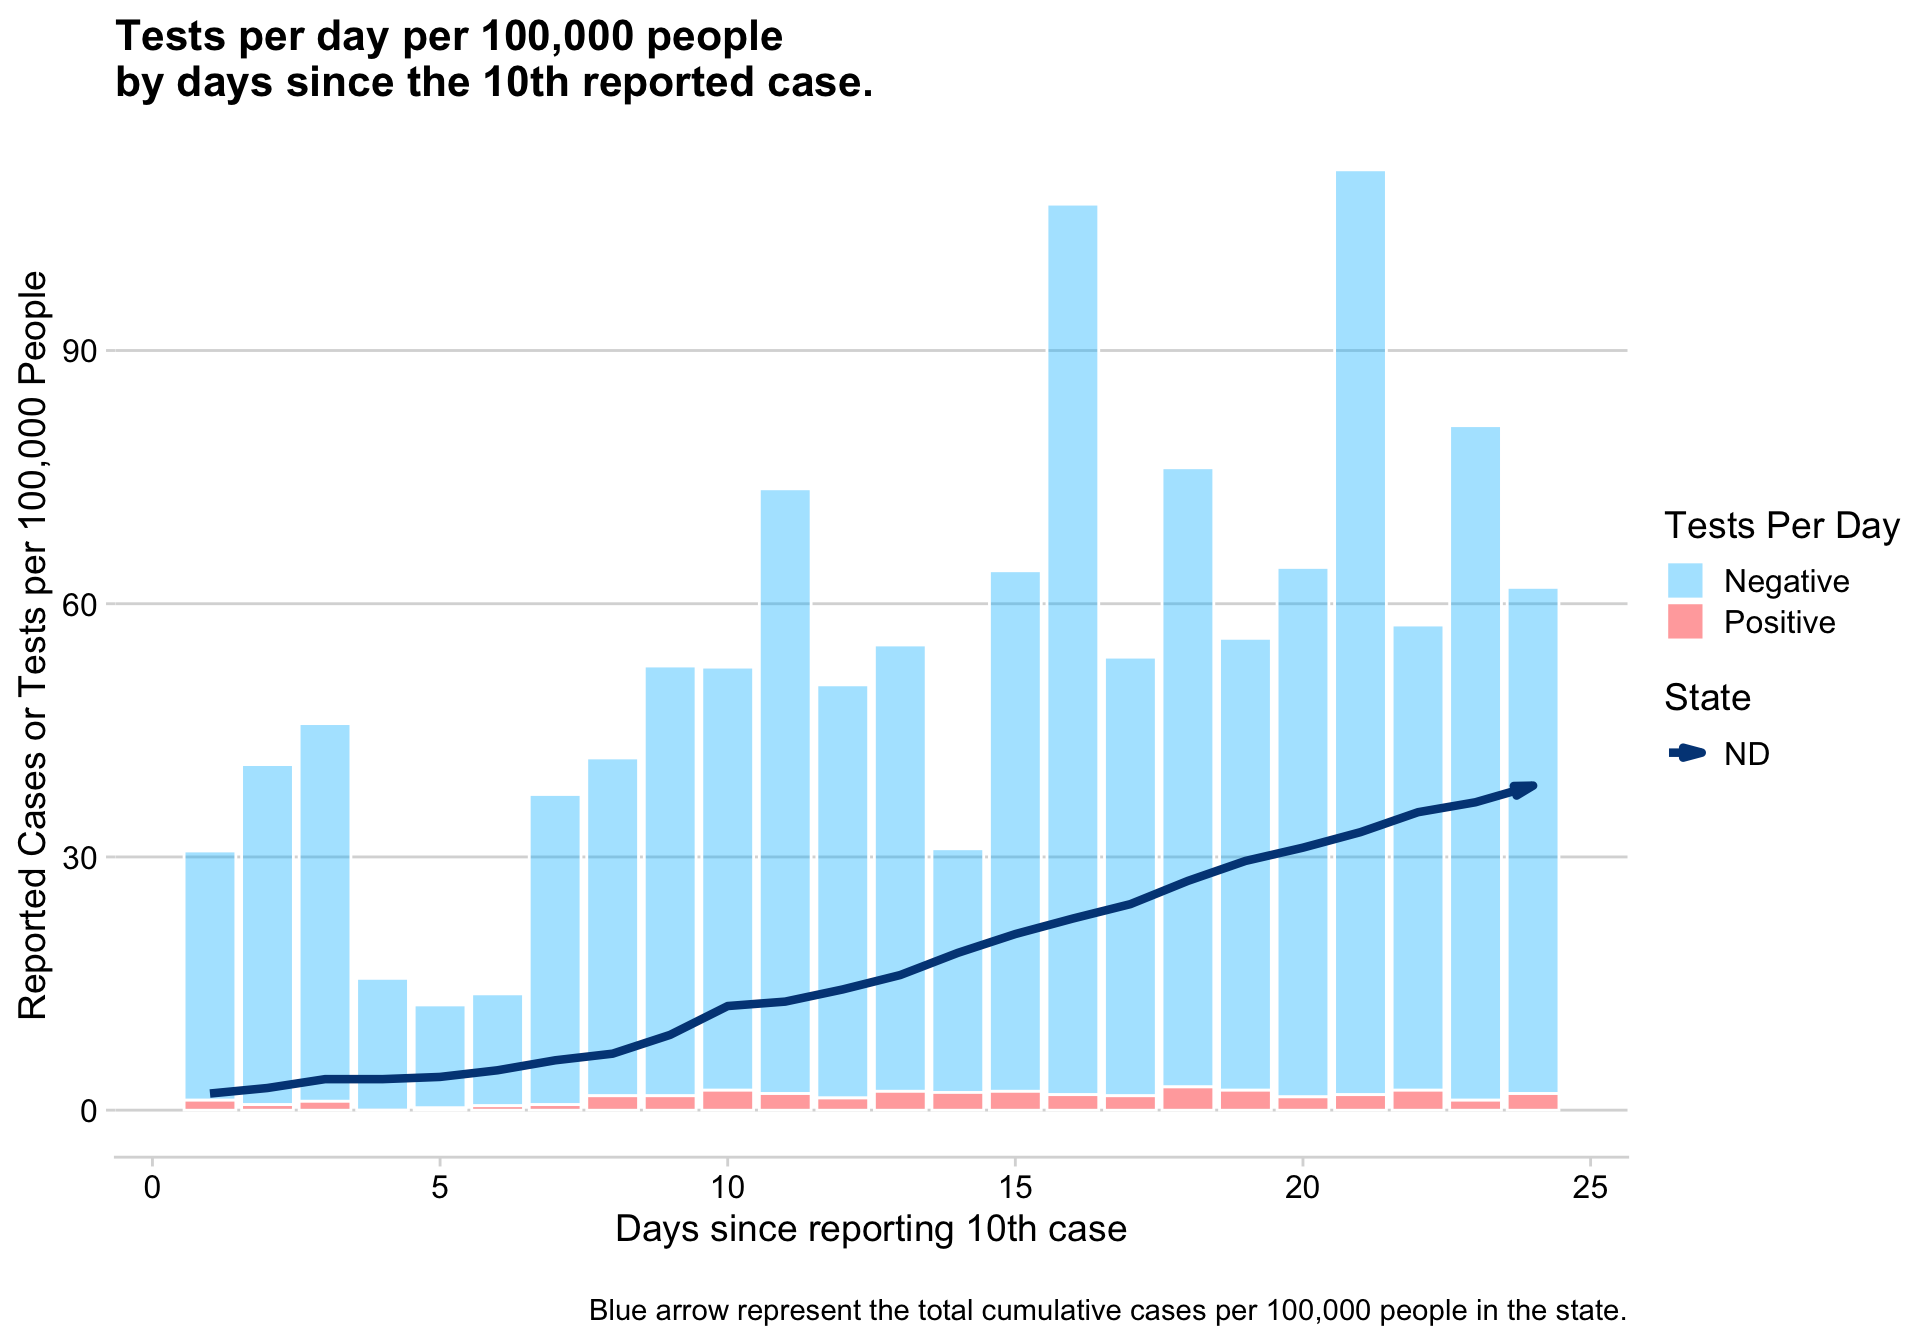 Tests per day per 100,000 people
by days since the 10th reported case.
Reported Cases or Tests per 100,000 People
90
60
30
0
0 5 10 15 20 25
Days since reporting 10th case
Tests Per Day
Negative
Positive
State
ND
Blue arrow represent the total cumulative cases per 100,000 people in the state.